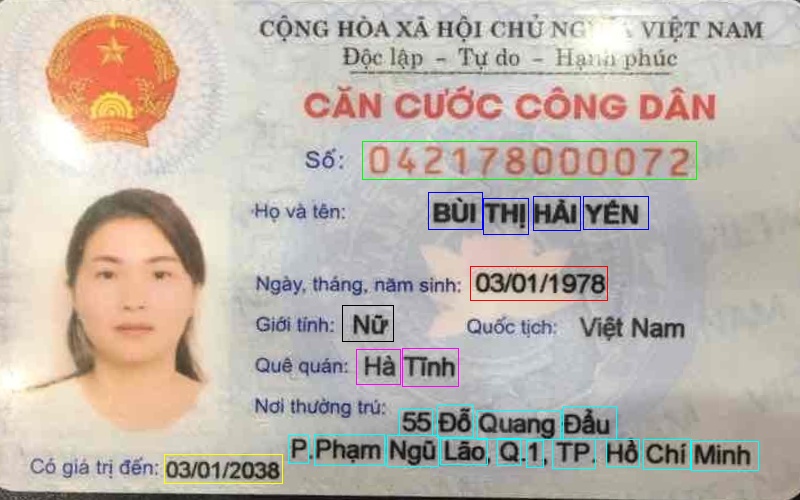 CỘNG HÒA XÃ HỘI CHỦ NGHĨA VIỆT NAM
Độc lập - Tự do - Hạnh phúc
CĂN CƯỚC CÔNG DÂN
Số: 042178000072
Họ và tên: BÙI THỊ HẢI YẾN
Ngày, tháng, năm sinh: 03/01/1978
Giới tính: Nữ Quốc tịch: Việt Nam
Quê quán: Hà Tĩnh
Nơi thường trú: 55 Đỗ Quang Đẩu
P.Phạm Ngũ Lão, Q.1, TP. Hồ Chí Minh
Có giá trị đến: 03/01/2038